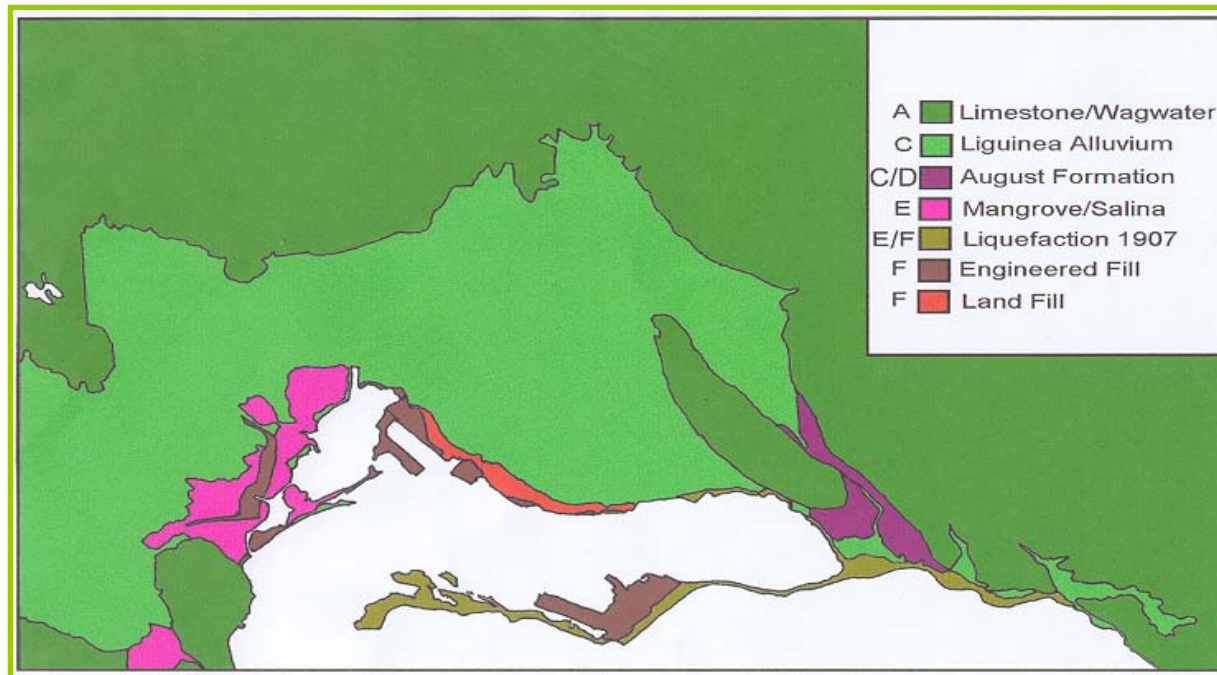 A Limestone/Wagwater
C Liguinea Alluvium
C/D August Formation
E Mangrove/Salina
E/F Liquefaction 1907
F Engineered Fill
F Land Fill